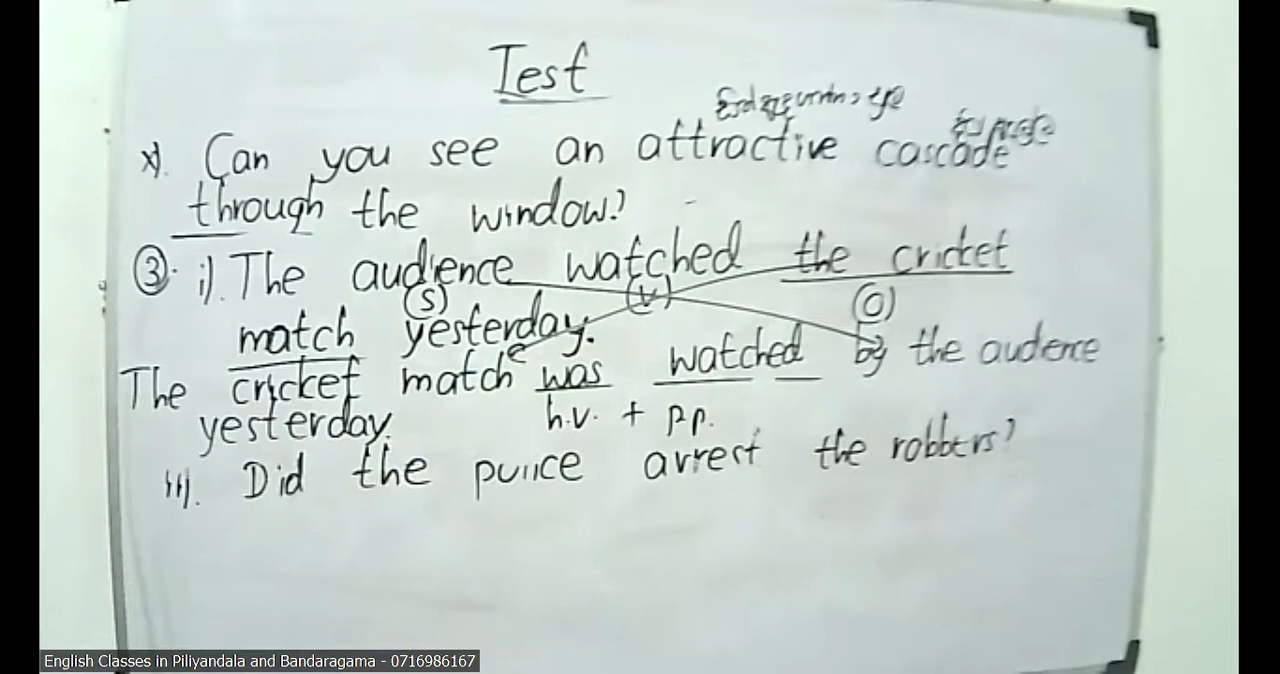 Test
x). Can you see an attractive cascade
through the window?
③. i). The audience watched the cricket
(S) (V) (O)
match yesterday.
The cricket match was watched by the audence
yesterday.
h.v. + p.p.
iii). Did the police arrest the robbers?
English Classes in Piliyandala and Bandaragama - 0716986167